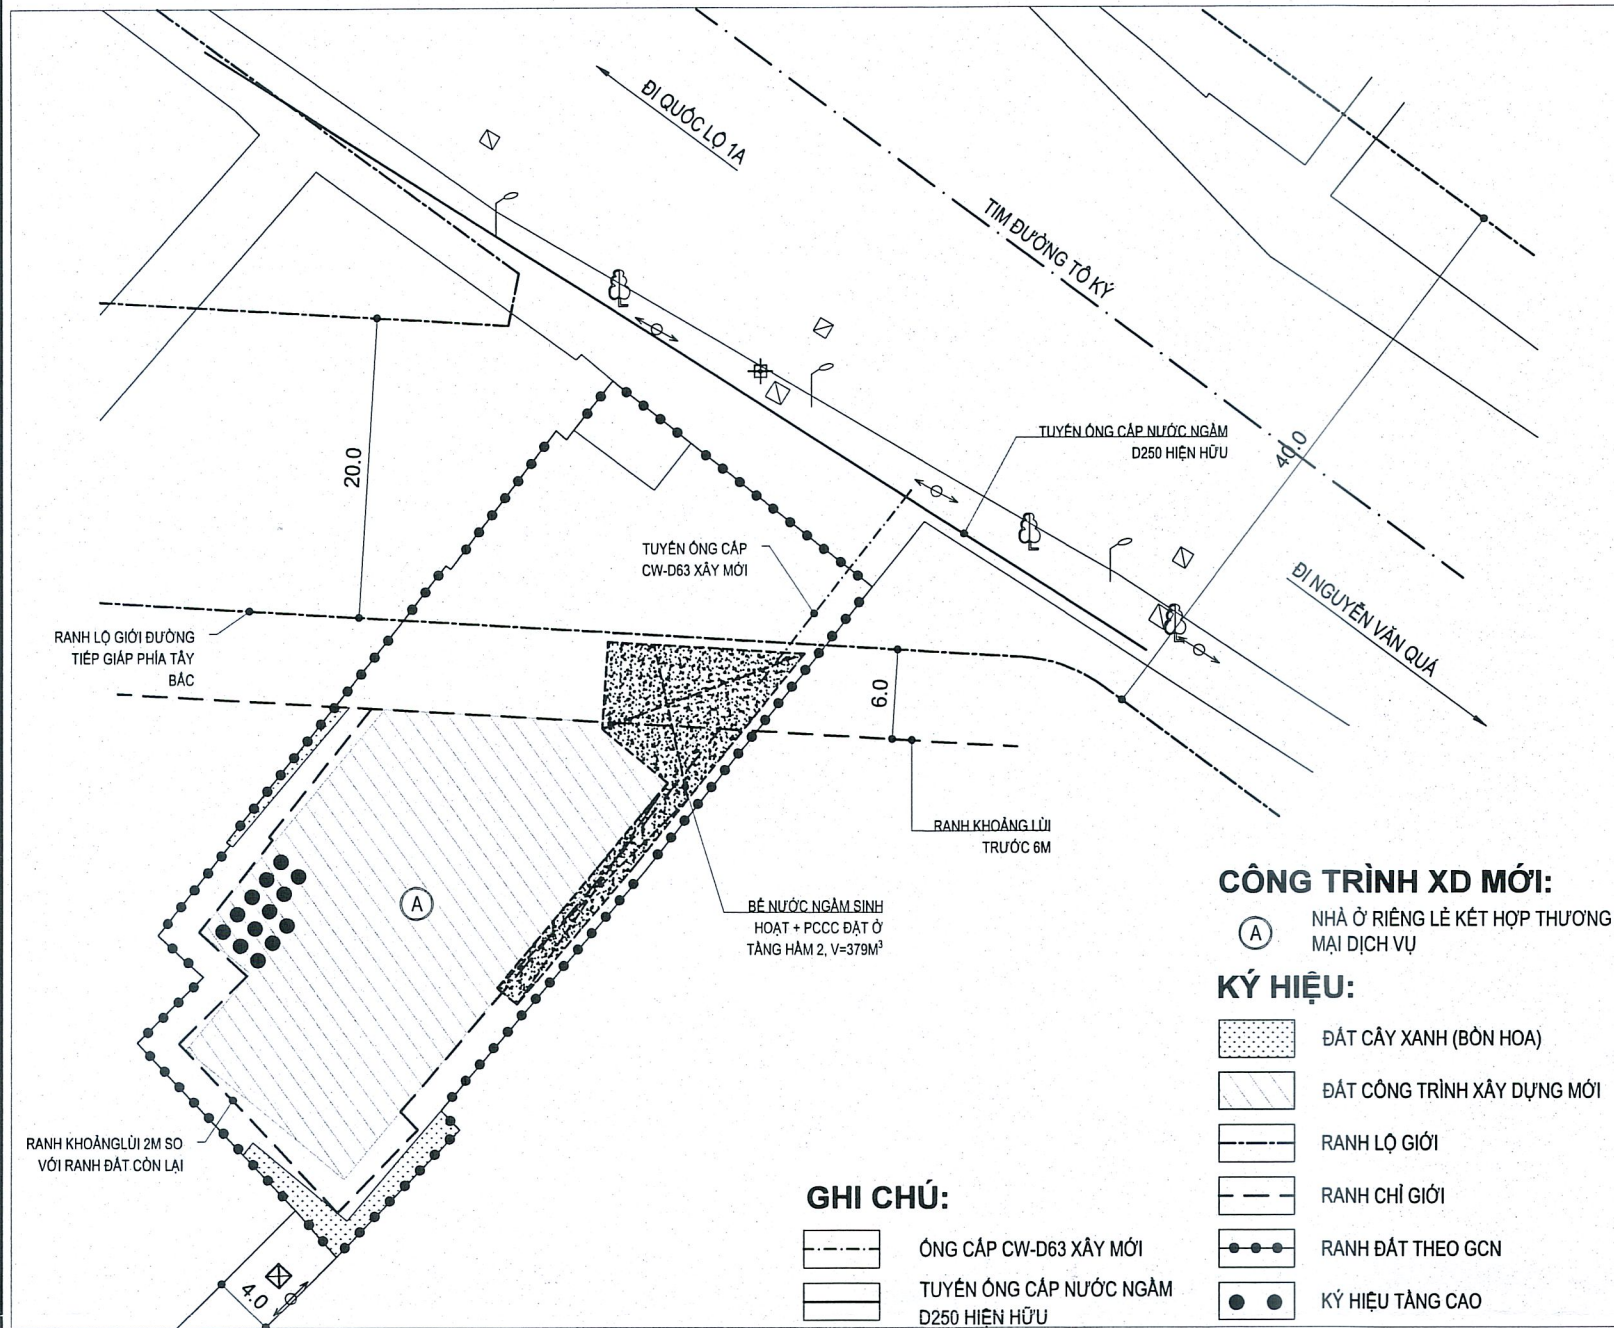 ĐI QUỐC LỘ 1A
TIM ĐƯỜNG TÔ KÝ
20.0
40.0
TUYẾN ỐNG CẤP NƯỚC NGẦM
D250 HIỆN HỮU
TUYẾN ỐNG CẤP
CW-D63 XÂY MỚI
ĐI NGUYỄN VĂN QUÁ
RANH LỘ GIỚI ĐƯỜNG
TIẾP GIÁP PHÍA TÂY
BẮC
6.0
RANH KHOẢNG LÙI
TRƯỚC 6M
A
BỂ NƯỚC NGẦM SINH
HOẠT + PCCC ĐẶT Ở
TẦNG HẦM 2, V=379M³
RANH KHOẢNGLÙI 2M SO
VỚI RANH ĐẤT CÒN LẠI
4.0
CÔNG TRÌNH XD MỚI:
A NHÀ Ở RIÊNG LẺ KẾT HỢP THƯƠNG
MẠI DỊCH VỤ
KÝ HIỆU:
ĐẤT CÂY XANH (BỒN HOA)
ĐẤT CÔNG TRÌNH XÂY DỰNG MỚI
RANH LỘ GIỚI
RANH CHỈ GIỚI
RANH ĐẤT THEO GCN
KÝ HIỆU TẦNG CAO
GHI CHÚ:
ỐNG CẤP CW-D63 XÂY MỚI
TUYẾN ỐNG CẤP NƯỚC NGẦM
D250 HIỆN HỮU